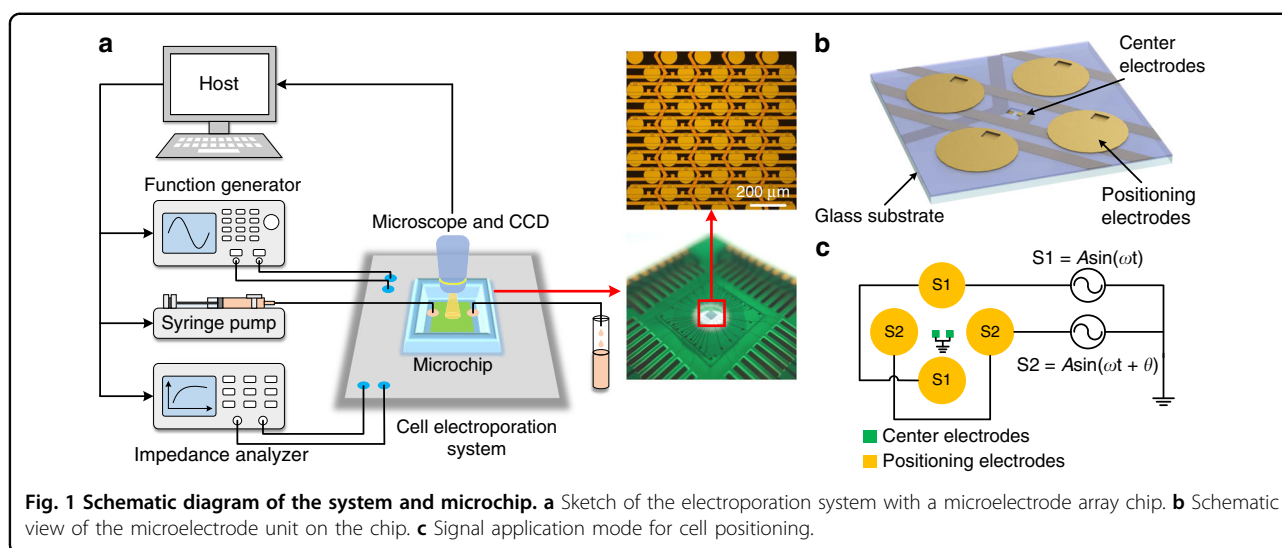 a
Host
Function generator
Microscope and CCD
Syringe pump
Microchip
Impedance analyzer
Cell electroporation
system
200 μm
b
Center
electrodes
Glass substrate
Positioning
electrodes
c
S1 = Asin(ωt)
S1
S2
S2
S2 = Asin(ωt + θ)
S1
Center electrodes
Positioning electrodes
Fig. 1 Schematic diagram of the system and microchip. a Sketch of the electroporation system with a microelectrode array chip. b Schematic
view of the microelectrode unit on the chip. c Signal application mode for cell positioning.